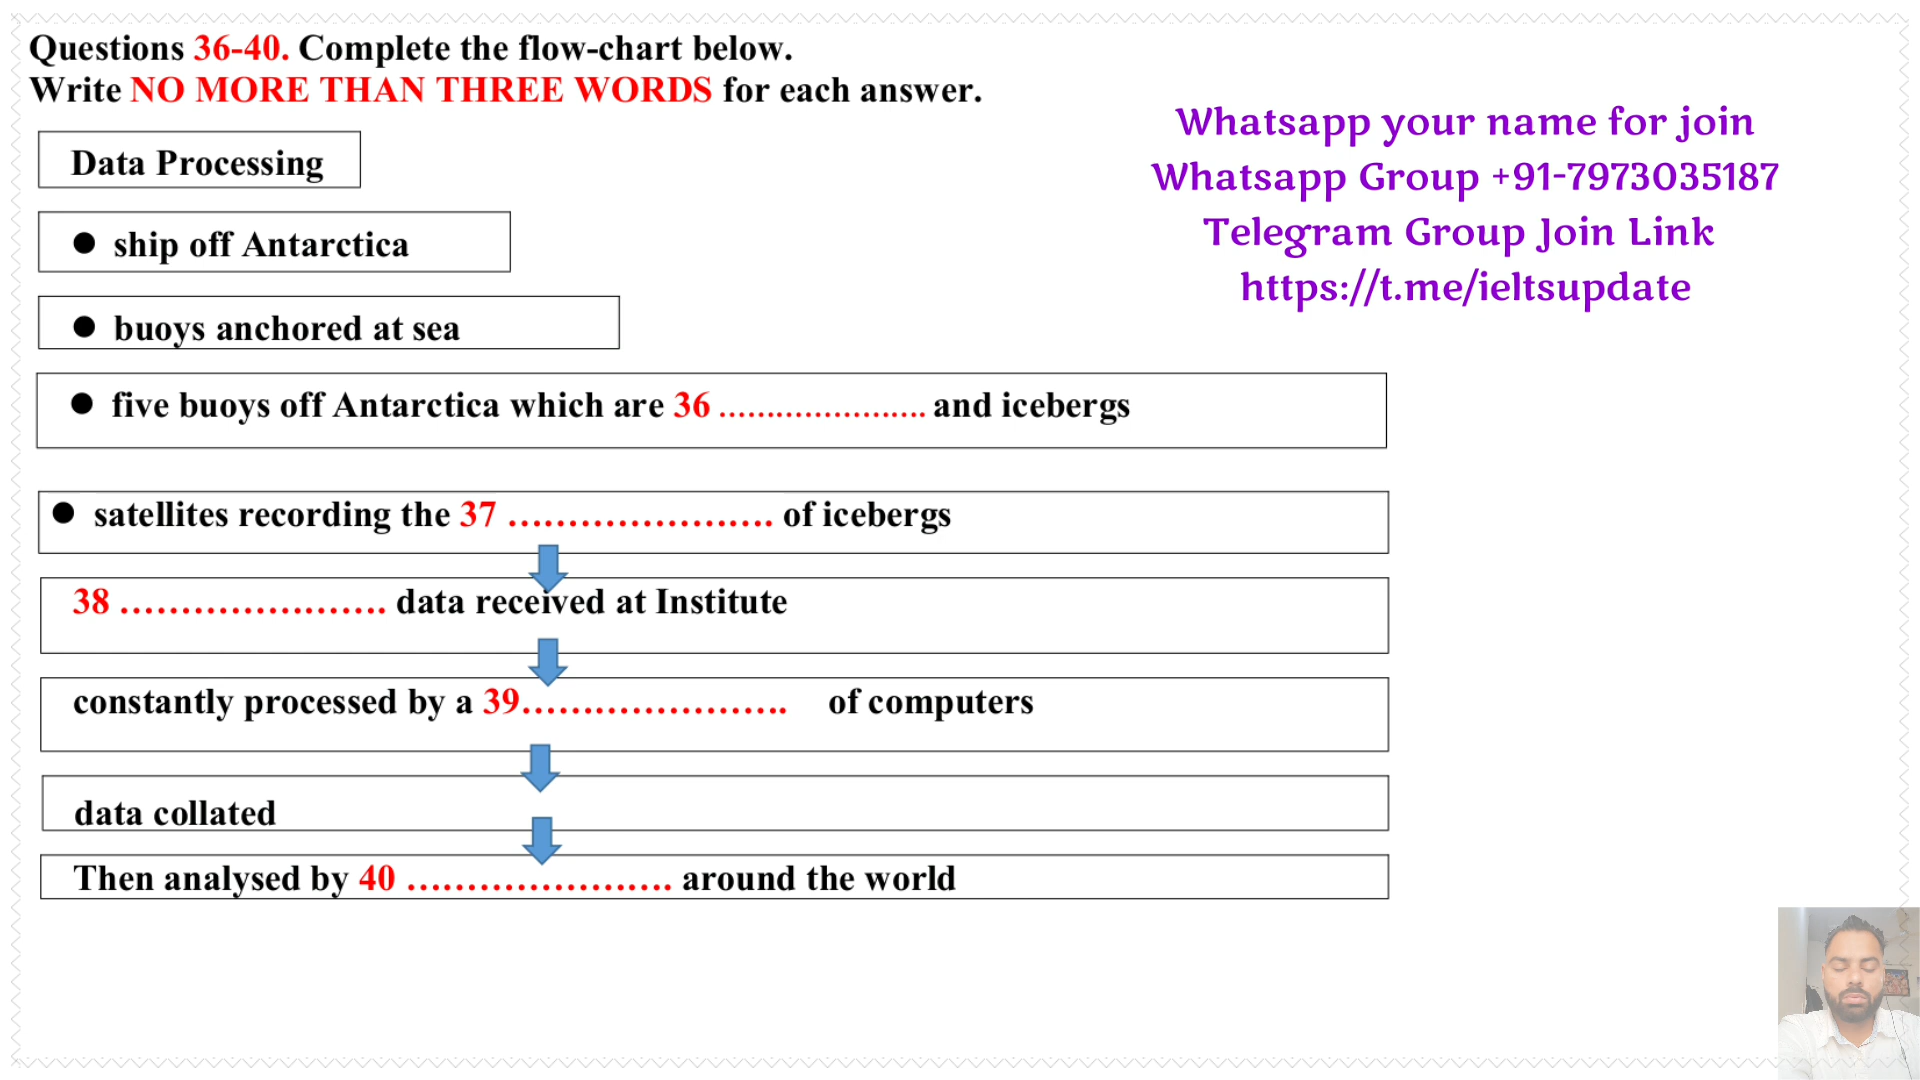 Questions 36-40. Complete the flow-chart below.
Write NO MORE THAN THREE WORDS for each answer.
Data Processing
● ship off Antarctica
● buoys anchored at sea
● five buoys off Antarctica which are 36 ...................... and icebergs
● satellites recording the 37 ……………………. of icebergs
38 ……………………. data received at Institute
constantly processed by a 39……………………. of computers
data collated
Then analysed by 40 ……………………. around the world
Whatsapp your name for join
Whatsapp Group +91-7973035187
Telegram Group Join Link
https://t.me/ieltsupdate